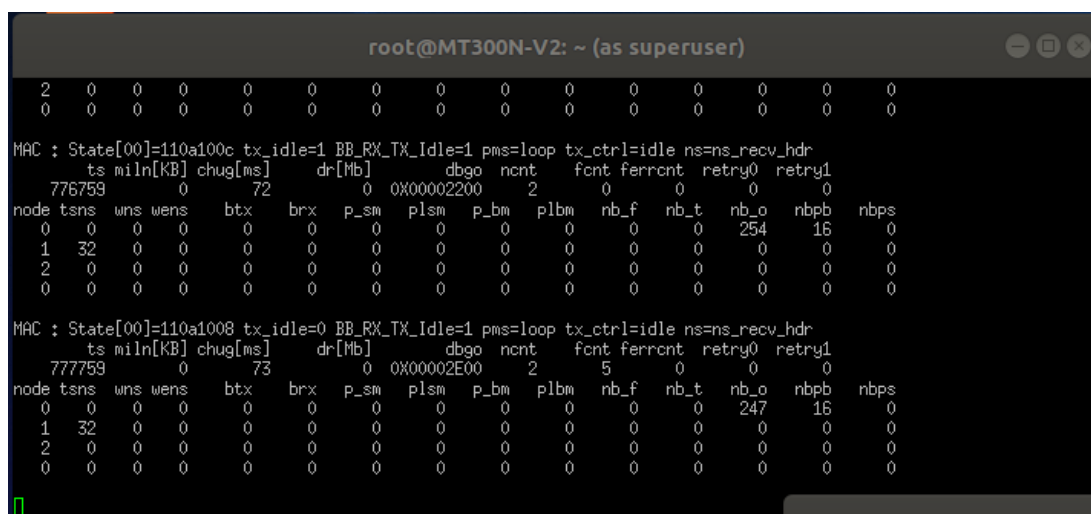 root@MT300N-V2: ~ (as superuser)
2 0 0 0 0 0 0 0 0 0 0 0 0 0 0
0 0 0 0 0 0 0 0 0 0 0 0 0 0 0
MAC : State[00]=110a100c tx_idle=1 BB_RX_TX_Idle=1 pms=loop tx_ctrl=idle ns=ns_recv_hdr
ts miln[KB] chug[ms] dr[Mb] dbgo ncnt fcnt ferrcnt retry0 retry1
776759 0 72 0 0X00002200 2 0 0 0 0
node tsns wns wens btx brx p_sm plsm p_bm plbm nb_f nb_t nb_o nbpb nbps
0 0 0 0 0 0 0 0 0 0 0 0 254 16 0
1 32 0 0 0 0 0 0 0 0 0 0 0 0 0
2 0 0 0 0 0 0 0 0 0 0 0 0 0 0
0 0 0 0 0 0 0 0 0 0 0 0 0 0 0
MAC : State[00]=110a1008 tx_idle=0 BB_RX_TX_Idle=1 pms=loop tx_ctrl=idle ns=ns_recv_hdr
ts miln[KB] chug[ms] dr[Mb] dbgo ncnt fcnt ferrcnt retry0 retry1
777759 0 73 0 0X00002E00 2 5 0 0 0
node tsns wns wens btx brx p_sm plsm p_bm plbm nb_f nb_t nb_o nbpb nbps
0 0 0 0 0 0 0 0 0 0 0 0 247 16 0
1 32 0 0 0 0 0 0 0 0 0 0 0 0 0
2 0 0 0 0 0 0 0 0 0 0 0 0 0 0
0 0 0 0 0 0 0 0 0 0 0 0 0 0 0